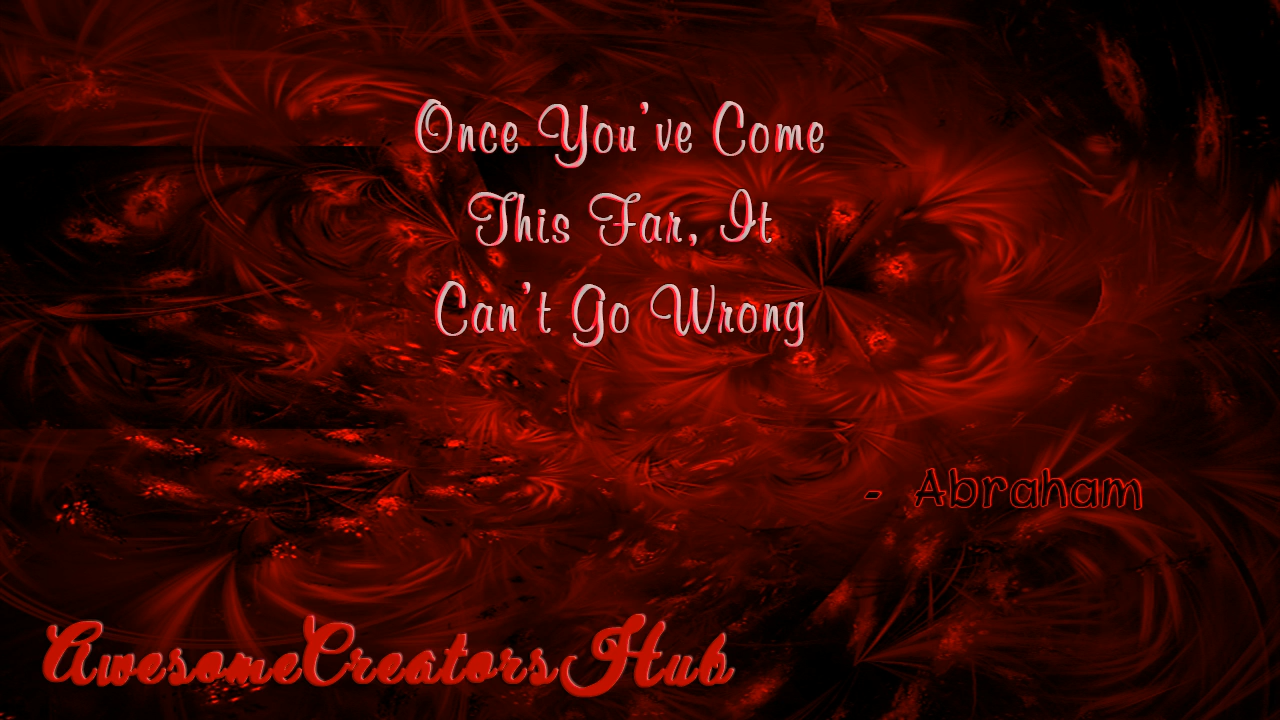 Once You've Come
This Far, It
Can't Go Wrong
- Abraham
AwesomeCreatorsHub